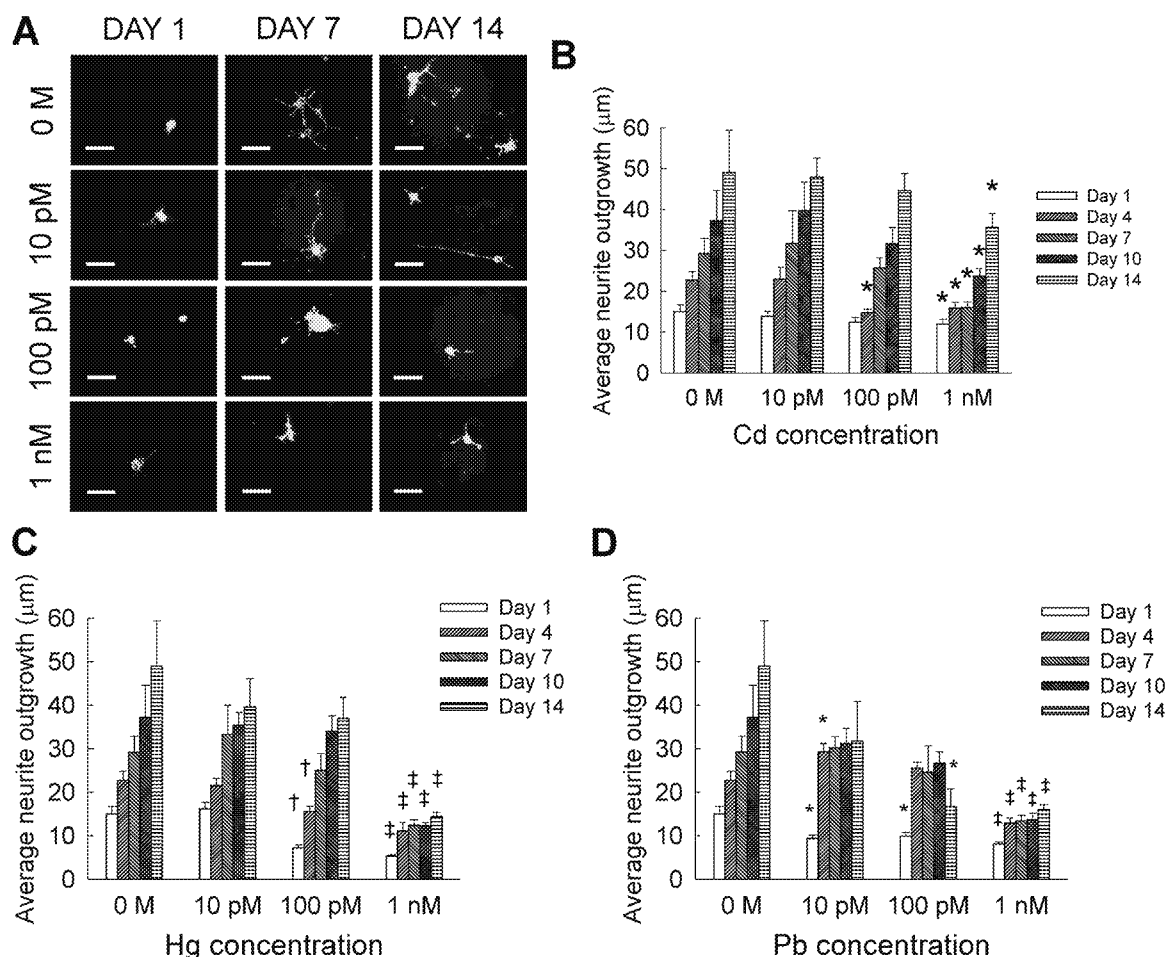 A
DAY 1 DAY 7 DAY 14
0 M
10 pM
100 pM
1 nM
B
Average neurite outgrowth (μm)
60
50
40
30
20
10
0
* * * * * *
Day 1
Day 4
Day 7
Day 10
Day 14
0 M 10 pM 100 pM 1 nM
Cd concentration
C
Average neurite outgrowth (μm)
60
50
40
30
20
10
0
† † ‡ ‡ ‡ ‡ ‡
Day 1
Day 4
Day 7
Day 10
Day 14
0 M 10 pM 100 pM 1 nM
Hg concentration
D
Average neurite outgrowth (μm)
60
50
40
30
20
10
0
* * * * ‡ ‡ ‡ ‡ ‡
Day 1
Day 4
Day 7
Day 10
Day 14
0 M 10 pM 100 pM 1 nM
Pb concentration